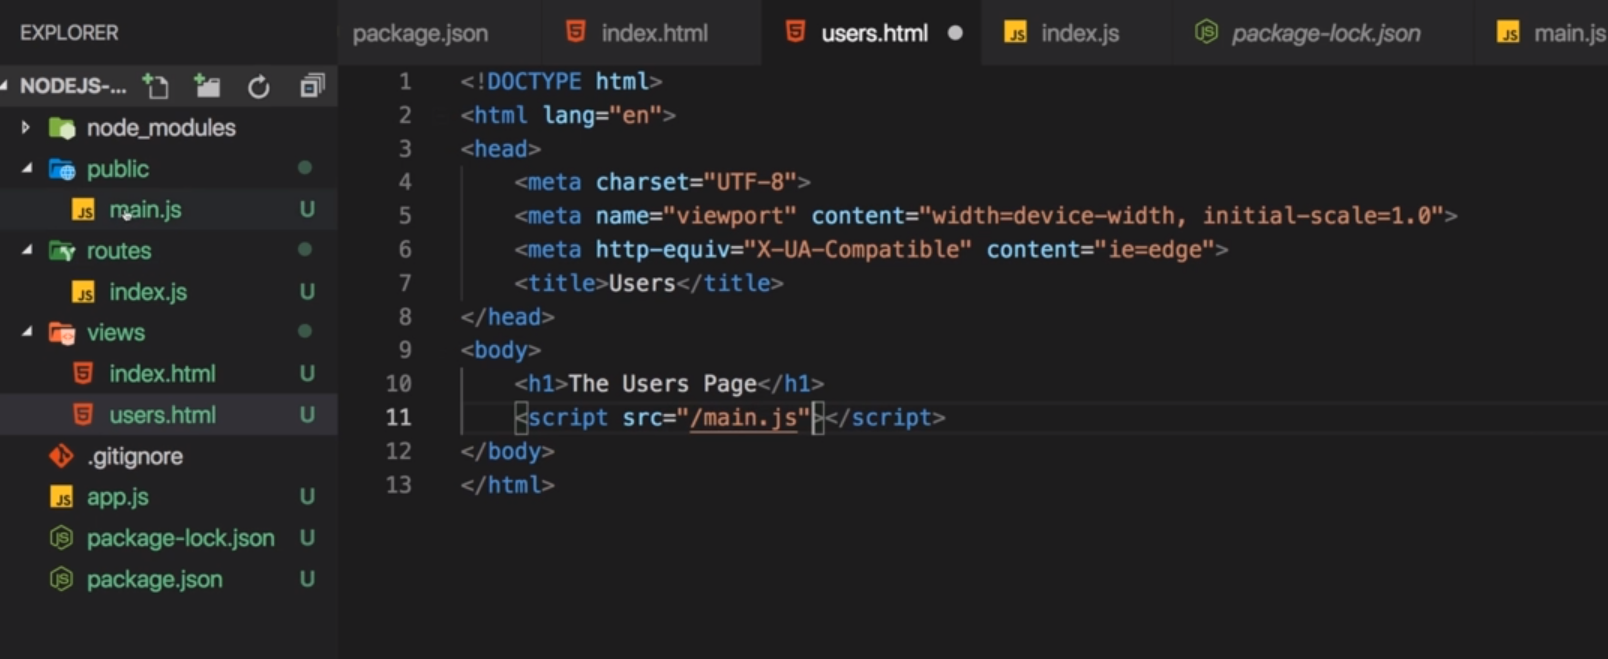 EXPLORER
package.json index.html users.html index.js package-lock.json main.js
NODEJS-...
node_modules
public
JS main.js U
routes
JS index.js U
views
index.html U
users.html U
.gitignore
JS app.js U
package-lock.json U
package.json U
1 <!DOCTYPE html>
2 <html lang="en">
3 <head>
4 <meta charset="UTF-8">
5 <meta name="viewport" content="width=device-width, initial-scale=1.0">
6 <meta http-equiv="X-UA-Compatible" content="ie=edge">
7 <title>Users</title>
8 </head>
9 <body>
10 <h1>The Users Page</h1>
11 <script src="/main.js"></script>
12 </body>
13 </html>